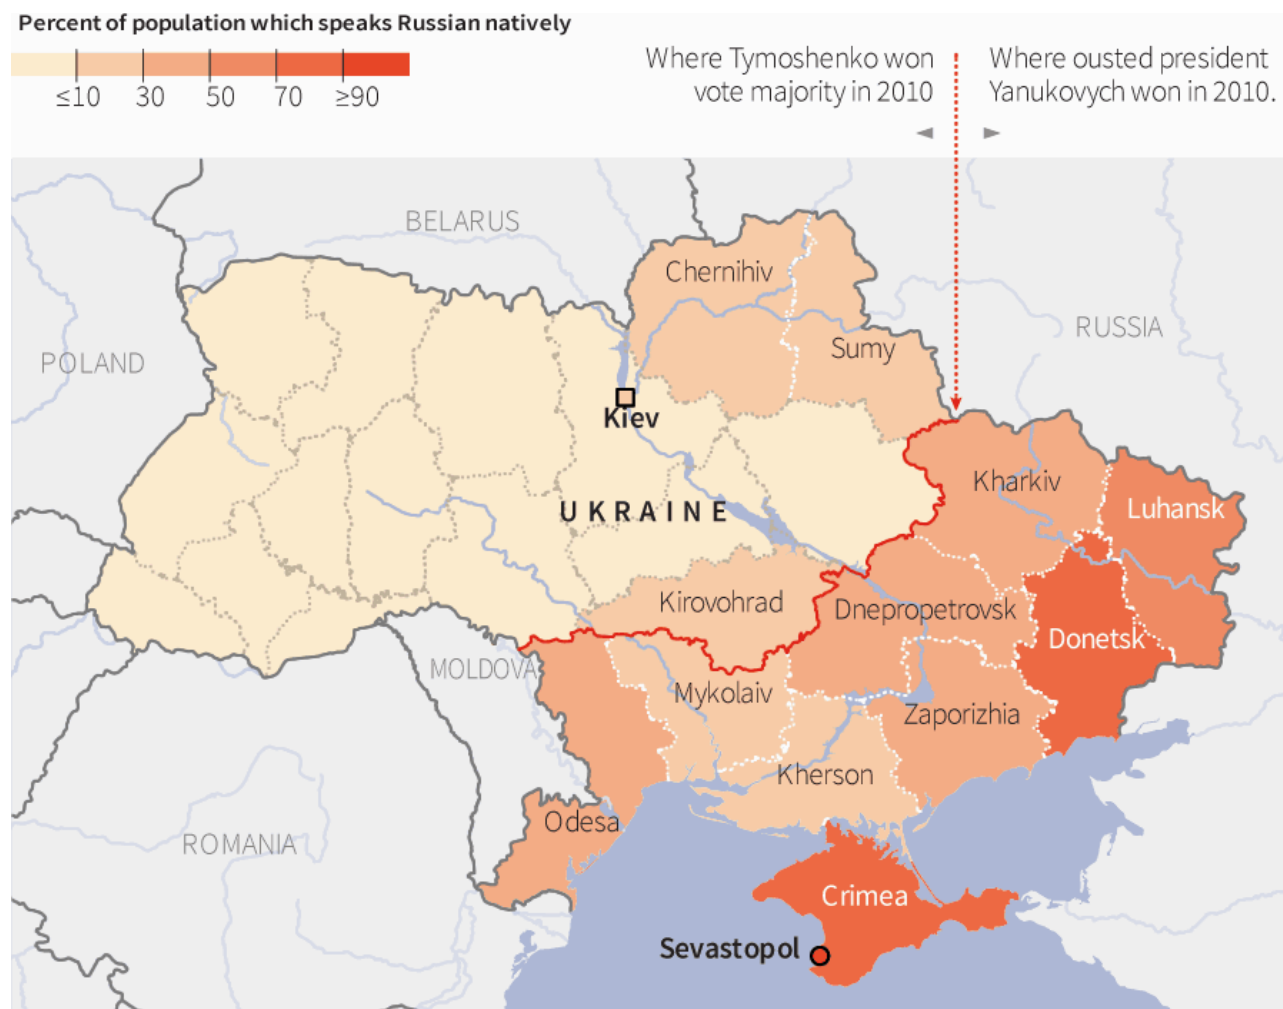 Percent of population which speaks Russian natively
≤10 30 50 70 ≥90
Where Tymoshenko won
vote majority in 2010
Where ousted president
Yanukovych won in 2010.
BELARUS
Chernihiv
RUSSIA
POLAND
Sumy
Kiev
Kharkiv
UKRAINE
Luhansk
Kirovohrad
Dnepropetrovsk
Donetsk
MOLDOVA
Mykolaiv
Zaporizhia
Kherson
Odesa
ROMANIA
Crimea
Sevastopol